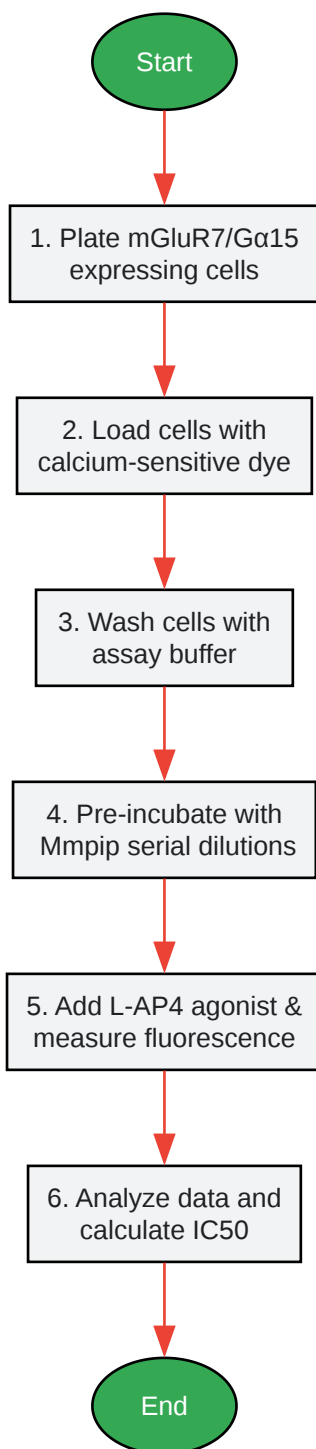 Start
1. Plate mGluR7/Gα15
expressing cells
2. Load cells with
calcium-sensitive dye
3. Wash cells with
assay buffer
4. Pre-incubate with
Mmpip serial dilutions
5. Add L-AP4 agonist &
measure fluorescence
6. Analyze data and
calculate IC50
End